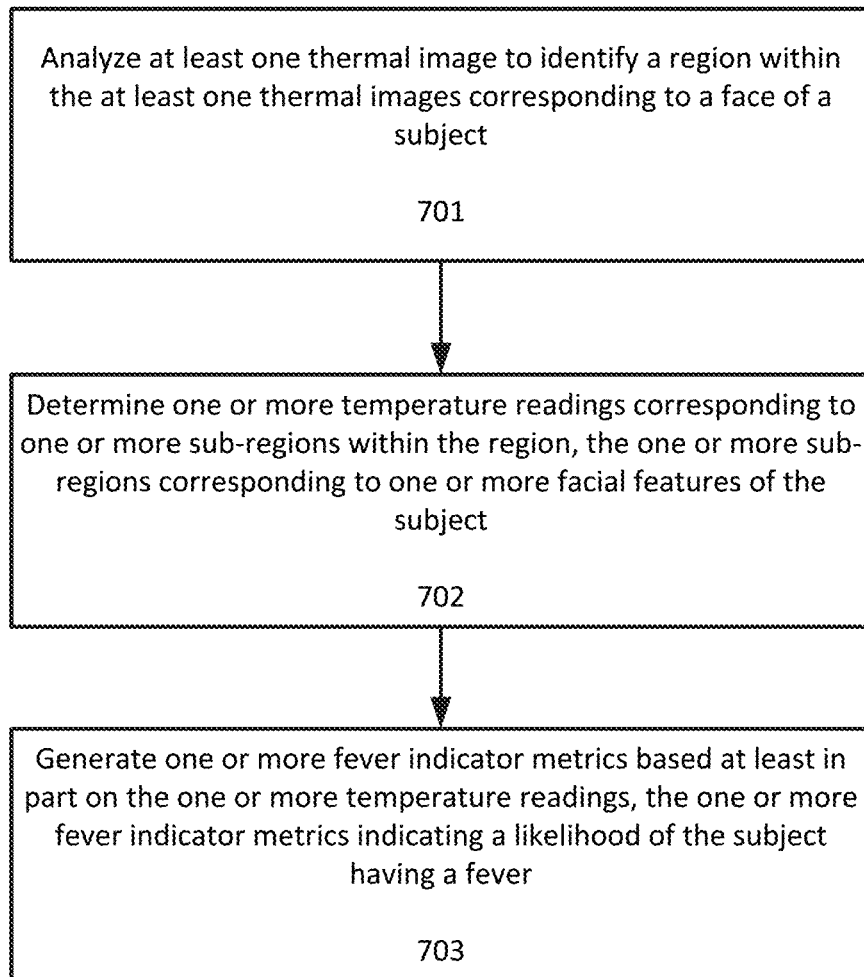 Analyze at least one thermal image to identify a region within
the at least one thermal images corresponding to a face of a
subject
701
Determine one or more temperature readings corresponding to
one or more sub-regions within the region, the one or more sub-
regions corresponding to one or more facial features of the
subject
702
Generate one or more fever indicator metrics based at least in
part on the one or more temperature readings, the one or more
fever indicator metrics indicating a likelihood of the subject
having a fever
703